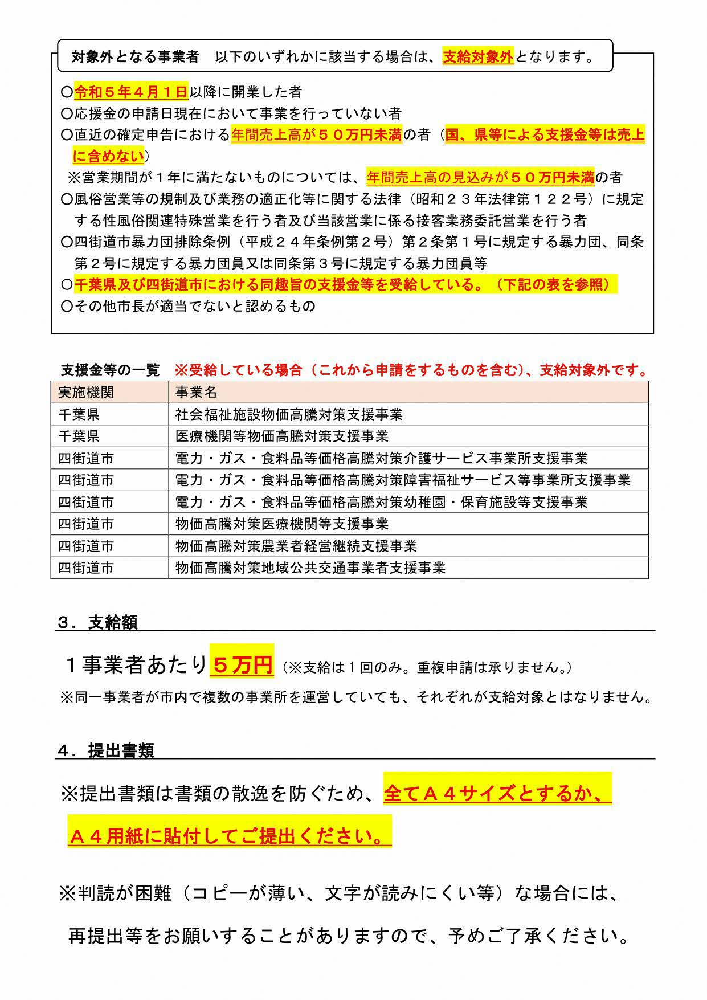 対象外となる事業者　以下のいずれかに該当する場合は、支給対象外となります。
〇令和５年４月１日以降に開業した者
〇応援金の申請日現在において事業を行っていない者
〇直近の確定申告における年間売上高が５０万円未満の者（国、県等による支援金等は売上
に含めない）
※営業期間が１年に満たないものについては、年間売上高の見込みが５０万円未満の者
〇風俗営業等の規制及び業務の適正化等に関する法律（昭和２３年法律第１２２号）に規定
する性風俗関連特殊営業を行う者及び当該営業に係る接客業務委託営業を行う者
〇四街道市暴力団排除条例（平成２４年条例第２号）第２条第１号に規定する暴力団、同条
第２号に規定する暴力団員又は同条第３号に規定する暴力団員等
〇千葉県及び四街道市における同趣旨の支援金等を受給している。（下記の表を参照）
〇その他市長が適当でないと認めるもの
支援金等の一覧　※受給している場合（これから申請をするものを含む）、支給対象外です。
実施機関　事業名
千葉県　社会福祉施設物価高騰対策支援事業
千葉県　医療機関等物価高騰対策支援事業
四街道市　電力・ガス・食料品等価格高騰対策介護サービス事業所支援事業
四街道市　電力・ガス・食料品等価格高騰対策障害福祉サービス等事業所支援事業
四街道市　電力・ガス・食料品等価格高騰対策幼稚園・保育施設等支援事業
四街道市　物価高騰対策医療機関等支援事業
四街道市　物価高騰対策農業者経営継続支援事業
四街道市　物価高騰対策地域公共交通事業者支援事業
３．支給額
１事業者あたり５万円（※支給は１回のみ。重複申請は承りません。）
※同一事業者が市内で複数の事業所を運営していても、それぞれが支給対象とはなりません。
４．提出書類
※提出書類は書類の散逸を防ぐため、全てＡ４サイズとするか、
Ａ４用紙に貼付してご提出ください。
※判読が困難（コピーが薄い、文字が読みにくい等）な場合には、
再提出等をお願いすることがありますので、予めご了承ください。